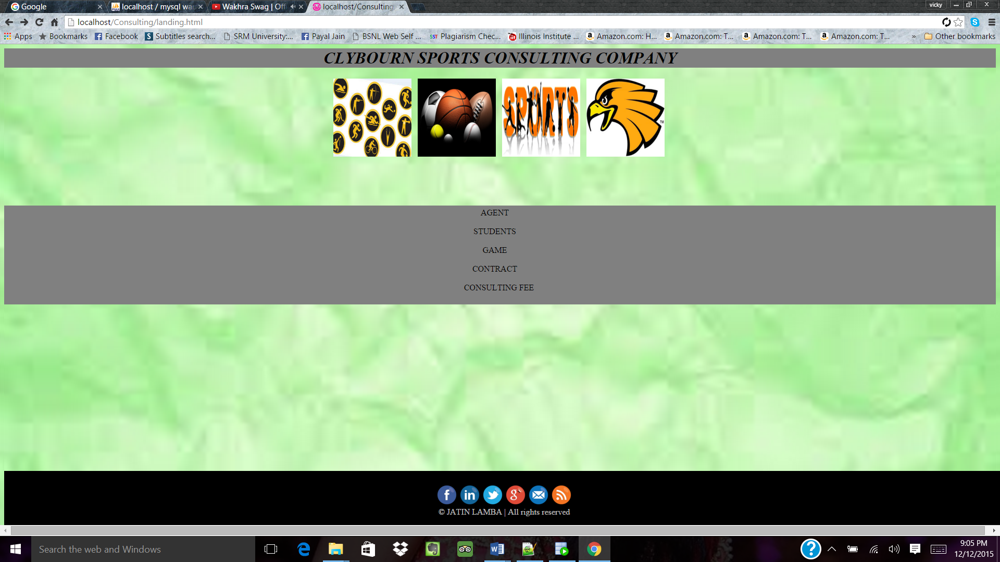 Google
localhost / mysql wa
Wakhra Swag | Off
localhost/Consulting
vicky
localhost/Consulting/landing.html
Apps
Bookmarks
Facebook
Subtitles search...
SRM University:...
Payal Jain
BSNL Web Self ...
SST Plagiarism Chec...
Illinois Institute ...
Amazon.com: H...
Amazon.com: T...
Amazon.com: T...
Amazon.com: T...
» Other bookmarks
CLYBOURN SPORTS CONSULTING COMPANY
SPORTS
TM
AGENT
STUDENTS
GAME
CONTRACT
CONSULTING FEE
© JATIN LAMBA | All rights reserved
Search the web and Windows
9:05 PM
12/12/2015